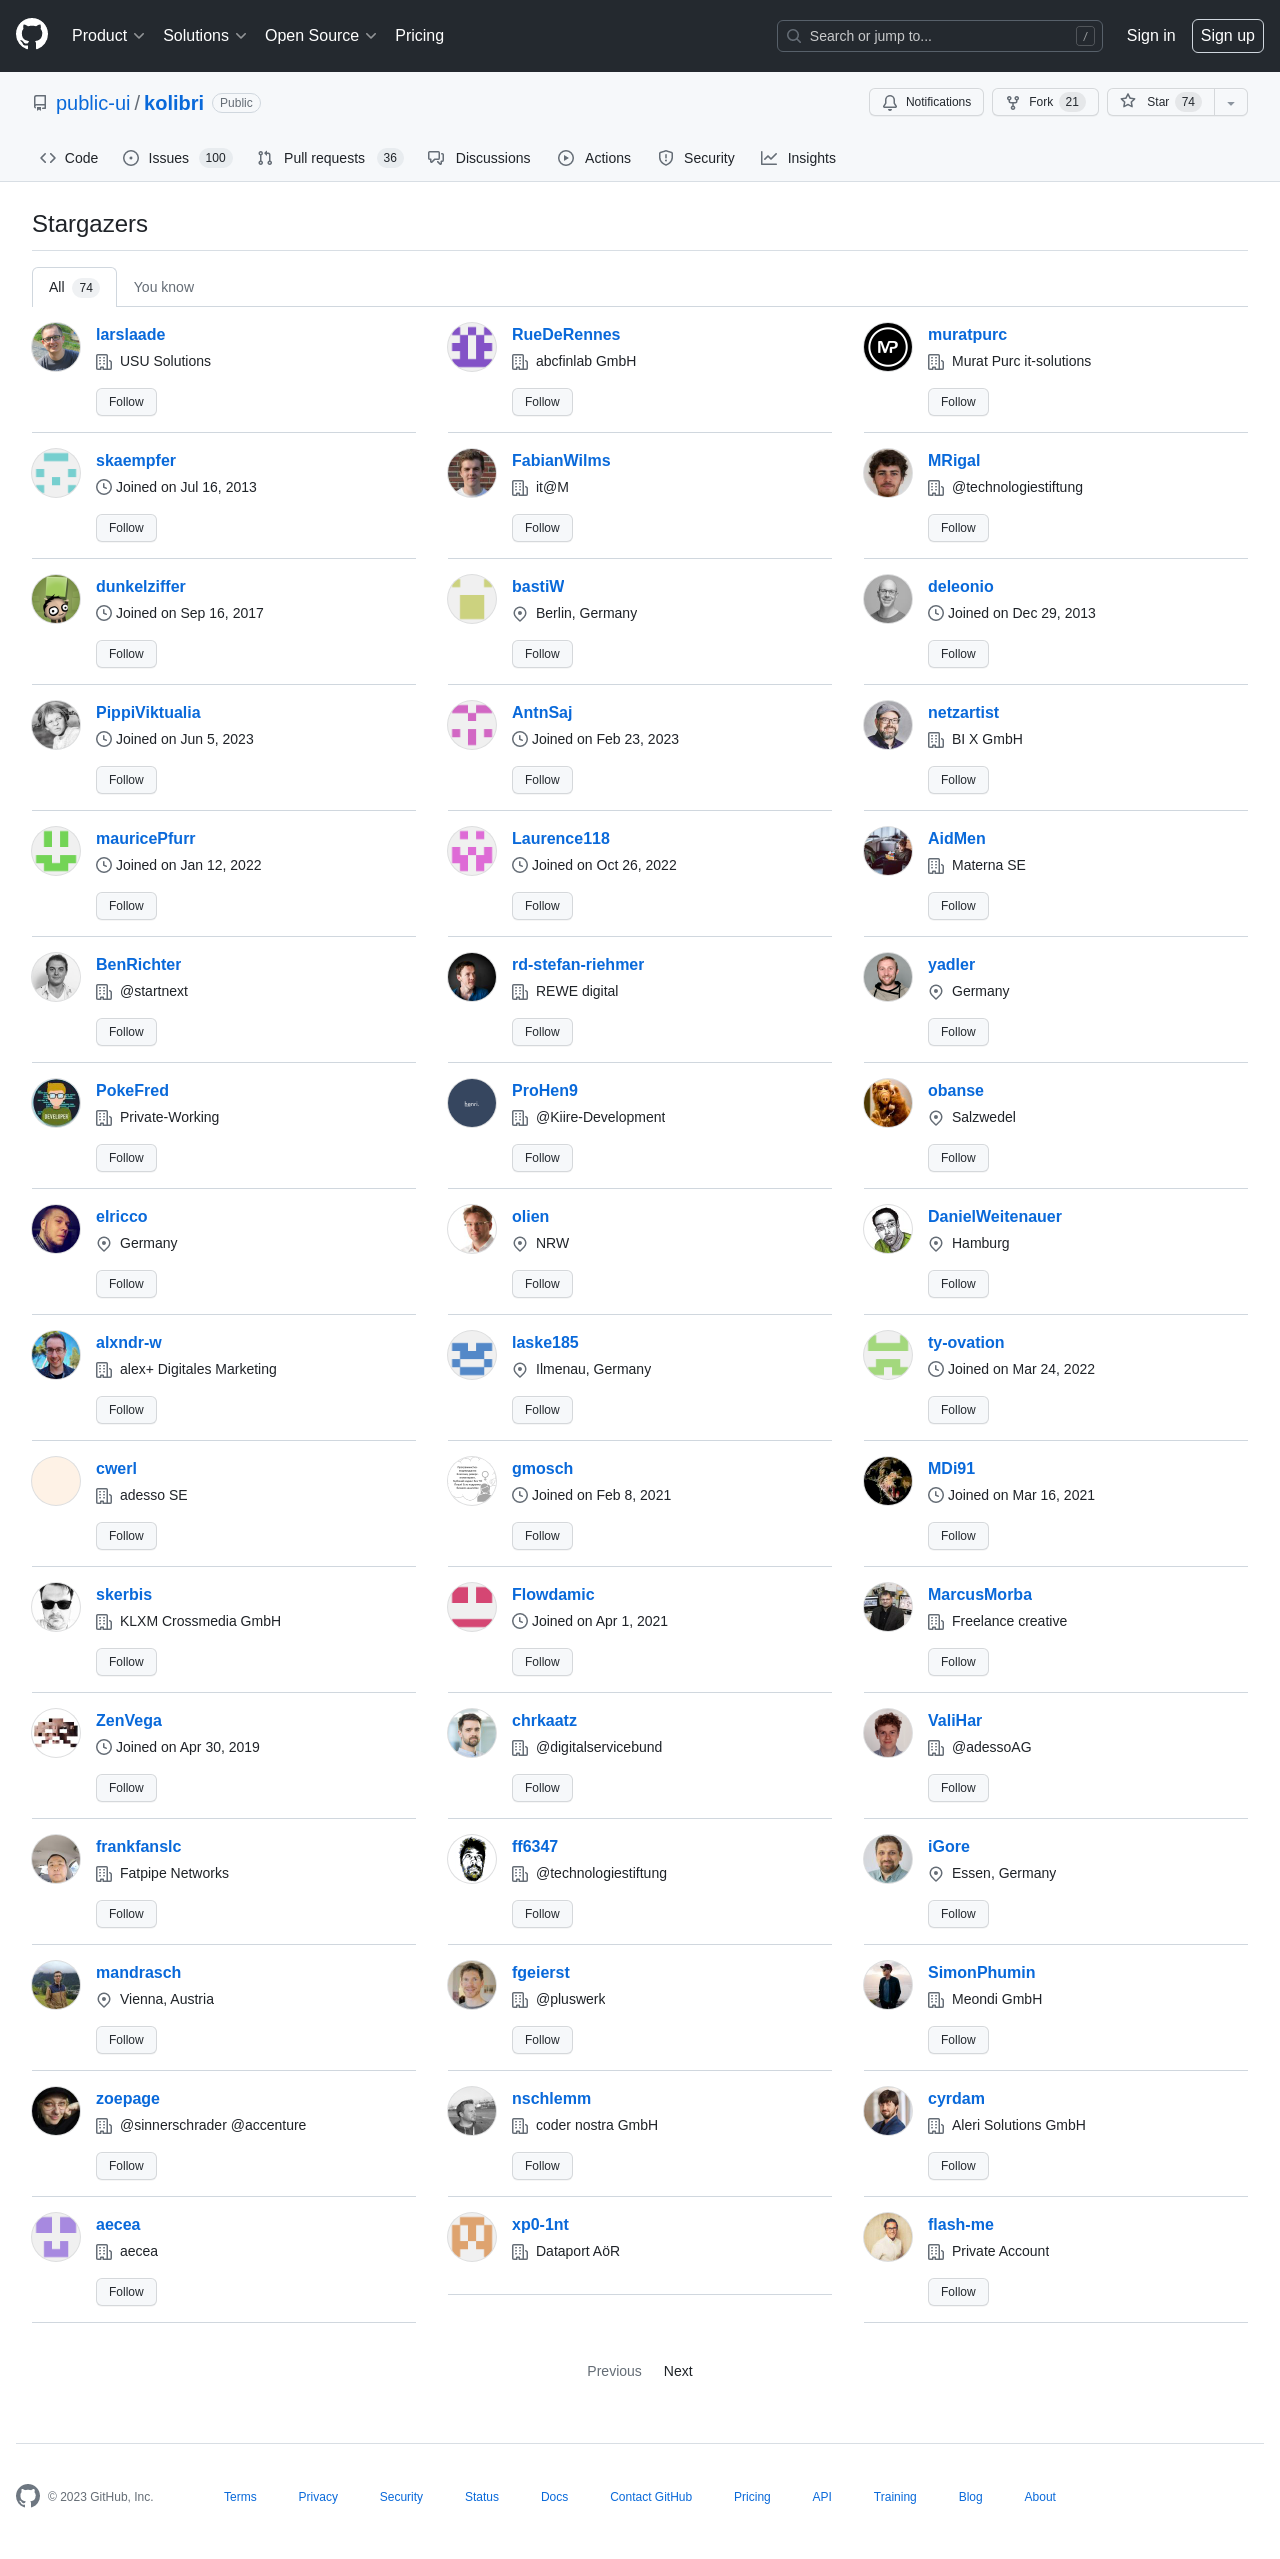 Product Solutions Open Source Pricing Search or jump to... / Sign in Sign up
public-ui / kolibri Public Notifications Fork 21 Star 74
Code Issues 100 Pull requests 36 Discussions Actions Security Insights
Stargazers
All 74 You know
larslaade RueDeRennes muratpurc
USU Solutions abcfinlab GmbH Murat Purc it-solutions
Follow Follow Follow
skaempfer FabianWilms MRigal
Joined on Jul 16, 2013 it@M @technologiestiftung
Follow Follow Follow
dunkelziffer bastiW deleonio
Joined on Sep 16, 2017 Berlin, Germany Joined on Dec 29, 2013
Follow Follow Follow
PippiViktualia AntnSaj netzartist
Joined on Jun 5, 2023 Joined on Feb 23, 2023 BI X GmbH
Follow Follow Follow
mauricePfurr Laurence118 AidMen
Joined on Jan 12, 2022 Joined on Oct 26, 2022 Materna SE
Follow Follow Follow
BenRichter rd-stefan-riehmer yadler
@startnext REWE digital Germany
Follow Follow Follow
PokeFred ProHen9 obanse
Private-Working @Kiire-Development Salzwedel
Follow Follow Follow
elricco olien DanielWeitenauer
Germany NRW Hamburg
Follow Follow Follow
alxndr-w laske185 ty-ovation
alex+ Digitales Marketing Ilmenau, Germany Joined on Mar 24, 2022
Follow Follow Follow
cwerl gmosch MDi91
adesso SE Joined on Feb 8, 2021 Joined on Mar 16, 2021
Follow Follow Follow
skerbis Flowdamic MarcusMorba
KLXM Crossmedia GmbH Joined on Apr 1, 2021 Freelance creative
Follow Follow Follow
ZenVega chrkaatz ValiHar
Joined on Apr 30, 2019 @digitalservicebund @adessoAG
Follow Follow Follow
frankfanslc ff6347 iGore
Fatpipe Networks @technologiestiftung Essen, Germany
Follow Follow Follow
mandrasch fgeierst SimonPhumin
Vienna, Austria @pluswerk Meondi GmbH
Follow Follow Follow
zoepage nschlemm cyrdam
@sinnerschrader @accenture coder nostra GmbH Aleri Solutions GmbH
Follow Follow Follow
aecea xp0-1nt flash-me
aecea Dataport AöR Private Account
Follow Follow
Previous Next
© 2023 GitHub, Inc. Terms Privacy Security Status Docs Contact GitHub Pricing API Training Blog About